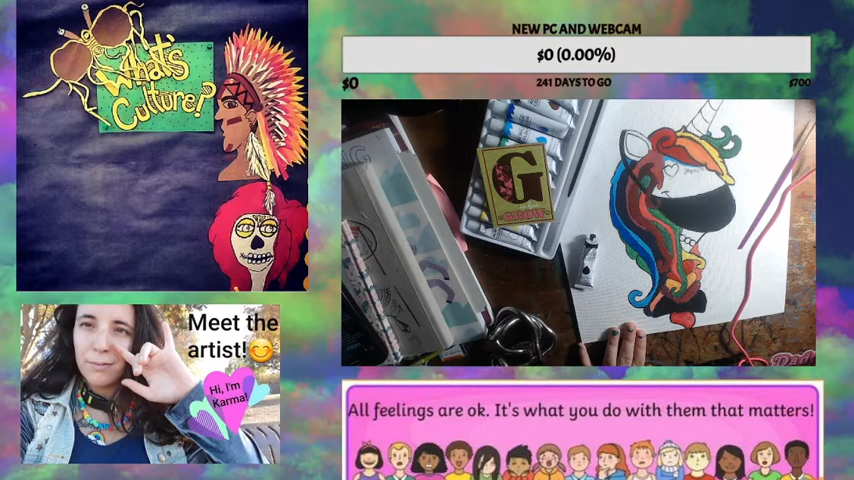 What's
Culture?
Meet the
artist!
Hi, I'm
Karma!
NEW PC AND WEBCAM
$0 (0.00%)
$0
241 DAYS TO GO
$700
G
GROW
All feelings are ok. It's what you do with them that matters!